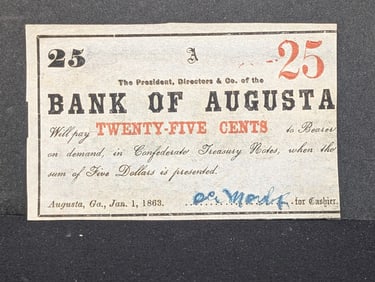 25 A 25
The President, Directors & Co. of the
BANK OF AUGUSTA
Will pay TWENTY-FIVE CENTS to Bearer
on demand, in Confederate Treasury Notes, when the
sum of Five Dollars is presented.
Augusta, Ga., Jan. 1, 1863. for Cashier.